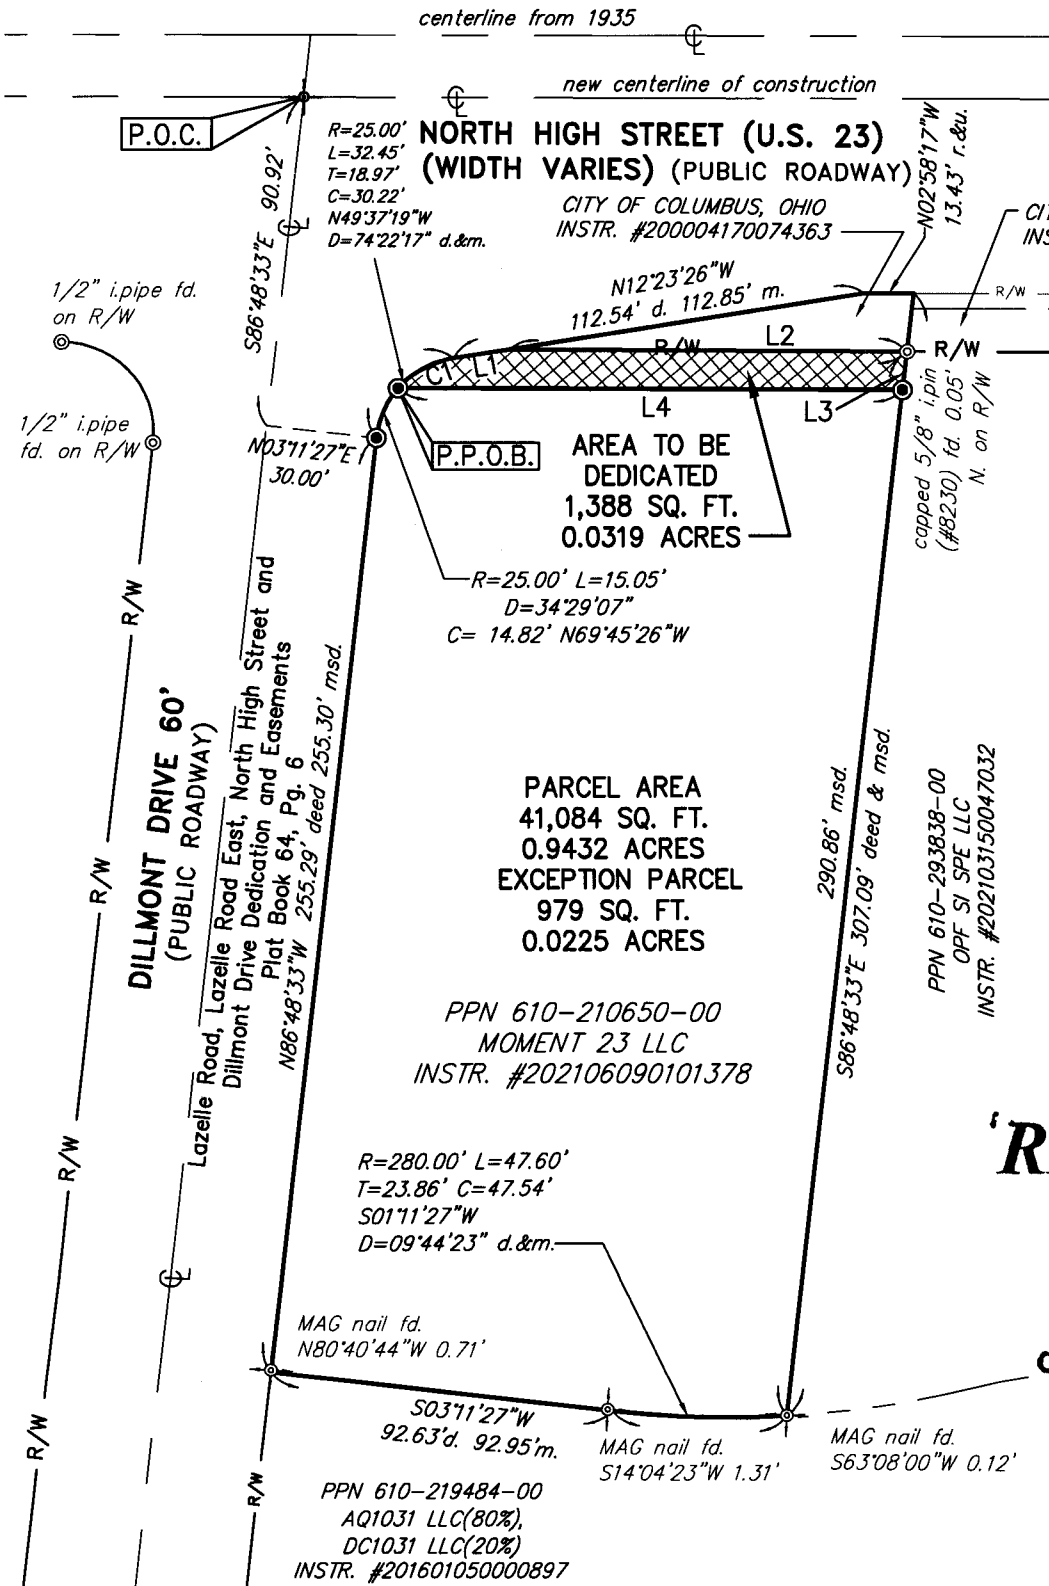 centerline from 1935
℄
new centerline of construction
℄
P.O.C.
R=25.00'
L=32.45'
T=18.97'
C=30.22'
N49°37'19"W
D=74°22'17" d.&m.
NORTH HIGH STREET (U.S. 23)
(WIDTH VARIES) (PUBLIC ROADWAY)
CITY OF COLUMBUS, OHIO
INSTR. #200004170074363
N02°58'17"W
13.43' r.&u.
S86°48'33"E 90.92'
℄
1/2" i.pipe fd.
on R/W
1/2" i.pipe
fd. on R/W
N12°23'26"W
112.54' d. 112.85' m.
R/W
R/W
L2
R/W
C1
L1
L4
L3
N03°11'27"E
30.00'
P.P.O.B.
AREA TO BE
DEDICATED
1,388 SQ. FT.
0.0319 ACRES
capped 5/8" i.pin
(#8230) fd. 0.05'
N. on R/W
R=25.00' L=15.05'
D=34°29'07"
C= 14.82' N69°45'26"W
R/W
DILLMONT DRIVE 60'
(PUBLIC ROADWAY)
R/W
Lazelle Road, Lazelle Road East, North High Street and
Dillmont Drive Dedication and Easements
Plat Book 64, Pg. 6
N86°48'33"W 255.29' deed 255.30' msd.
PARCEL AREA
41,084 SQ. FT.
0.9432 ACRES
EXCEPTION PARCEL
979 SQ. FT.
0.0225 ACRES
290.86' msd.
S86°48'33"E 307.09' deed & msd.
PPN 610-293838-00
OPF SI SPE LLC
INSTR. #202103150047032
PPN 610-210650-00
MOMENT 23 LLC
INSTR. #202106090101378
R/W
R=280.00' L=47.60'
T=23.86' C=47.54'
S01°11'27"W
D=09°44'23" d.&m.
℄
MAG nail fd.
N80°40'44"W 0.71'
S03°11'27"W
92.63'd. 92.95'm.
MAG nail fd.
S14°04'23"W 1.31'
MAG nail fd.
S63°08'00"W 0.12'
R/W
R/W
PPN 610-219484-00
AQ1031 LLC(80%),
DC1031 LLC(20%)
INSTR. #201601050000897